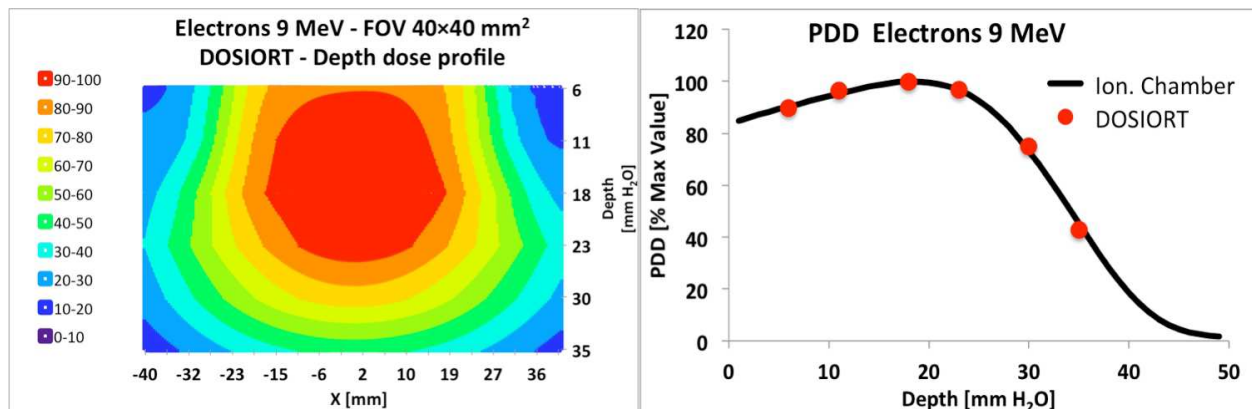 Electrons 9 MeV - FOV 40×40 mm²
DOSIORT - Depth dose profile
90-100
80-90
70-80
60-70
50-60
40-50
30-40
20-30
10-20
0-10
6
11
18
23
30
35
Depth
[mm H₂O]
-40 -32 -23 -15 -6 2 10 19 27 36
X [mm]
PDD Electrons 9 MeV
Ion. Chamber
DOSIORT
PDD [% Max Value]
120
100
80
60
40
20
0
0 10 20 30 40 50
Depth [mm H₂O]